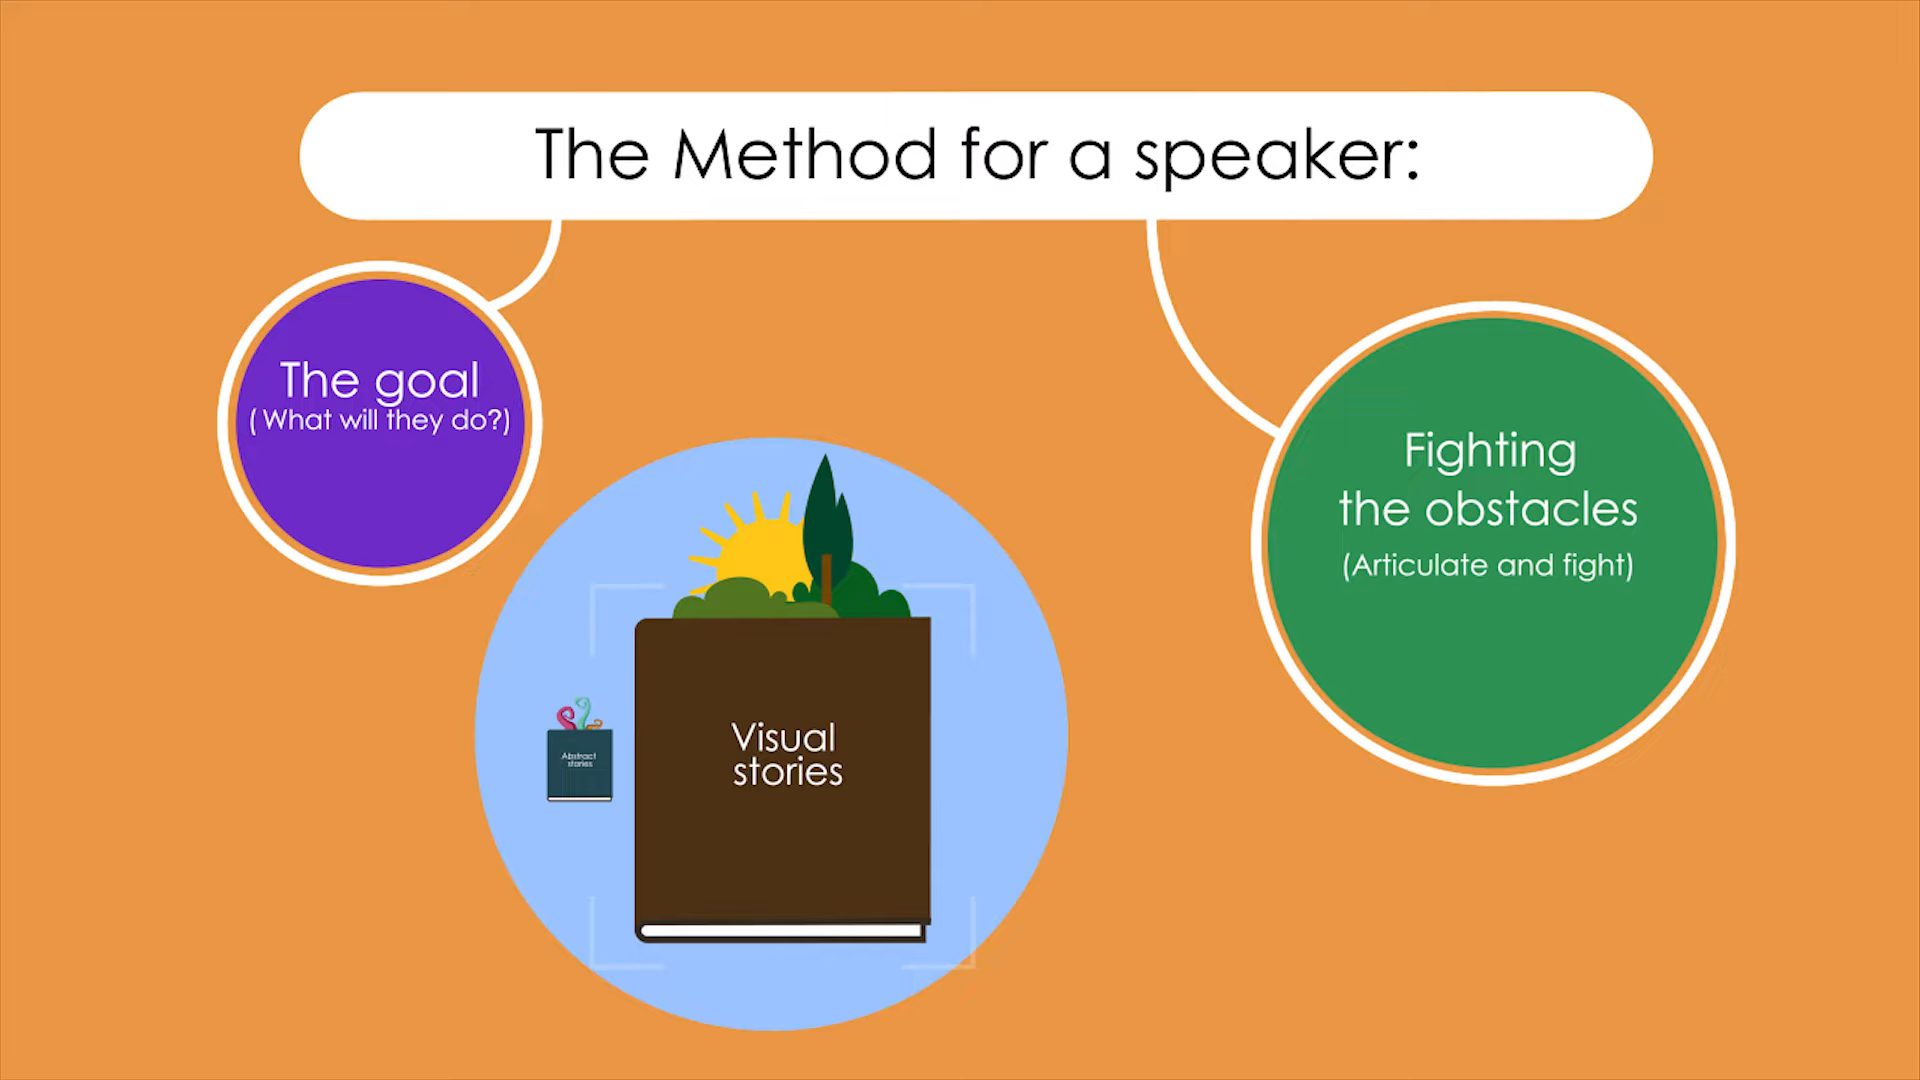 The Method for a speaker:
The goal
( What will they do?)
Fighting
the obstacles
(Articulate and fight)
Visual
stories
Abstract
stories